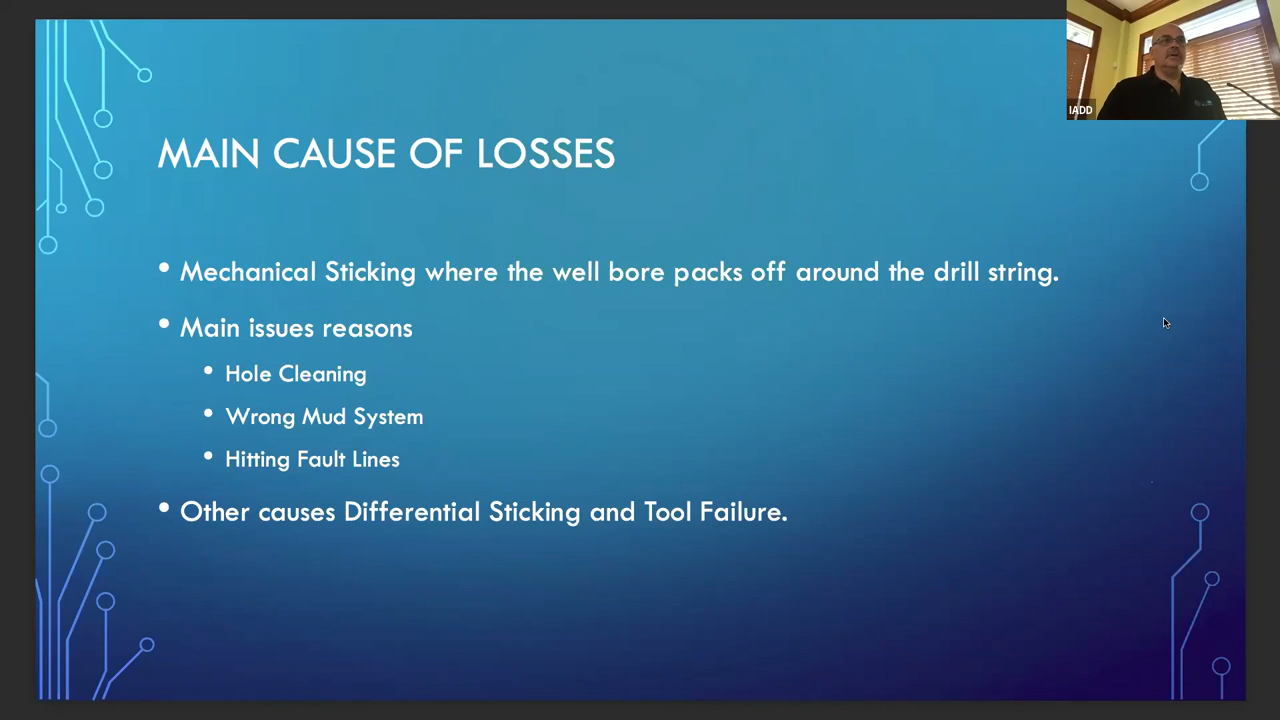 IADD
MAIN CAUSE OF LOSSES
• Mechanical Sticking where the well bore packs off around the drill string.
• Main issues reasons
• Hole Cleaning
• Wrong Mud System
• Hitting Fault Lines
• Other causes Differential Sticking and Tool Failure.